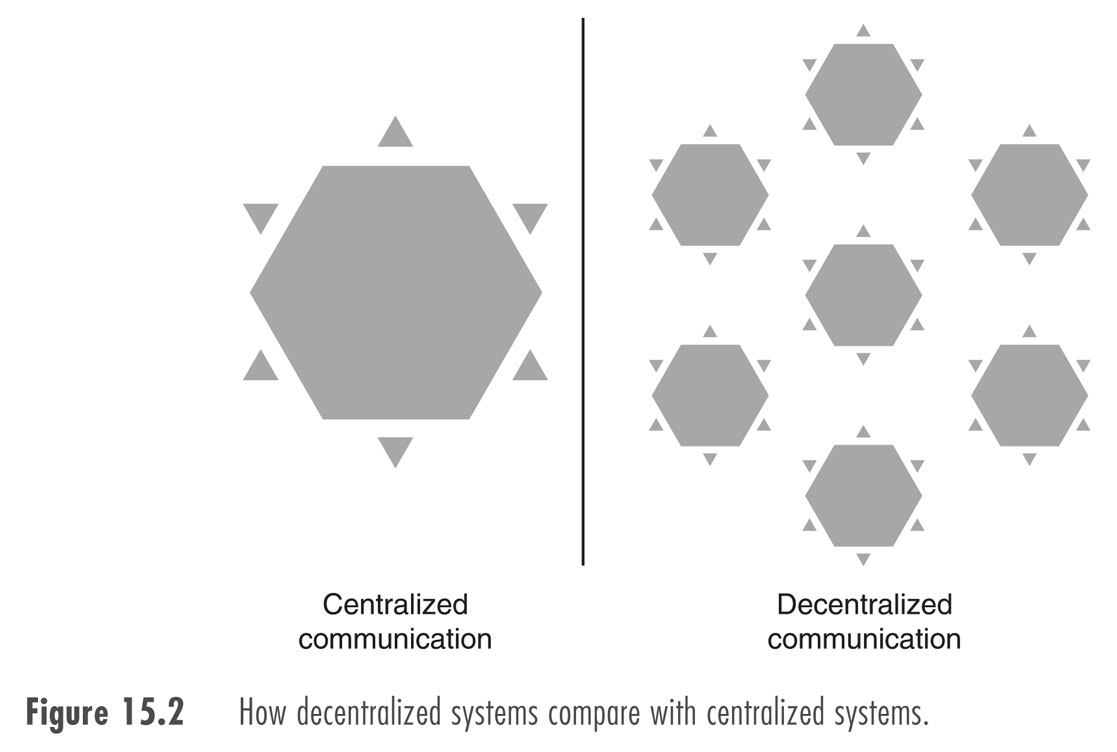 Centralized
communication
Decentralized
communication
Figure 15.2 How decentralized systems compare with centralized systems.